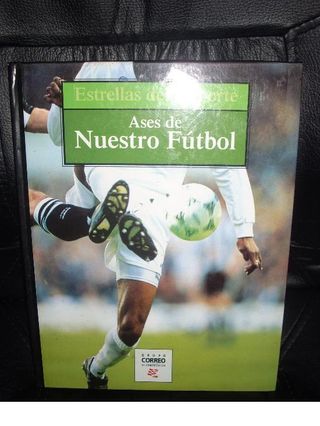 Estrellas del Deporte
Ases de
Nuestro Fútbol
GRUPO
CORREO